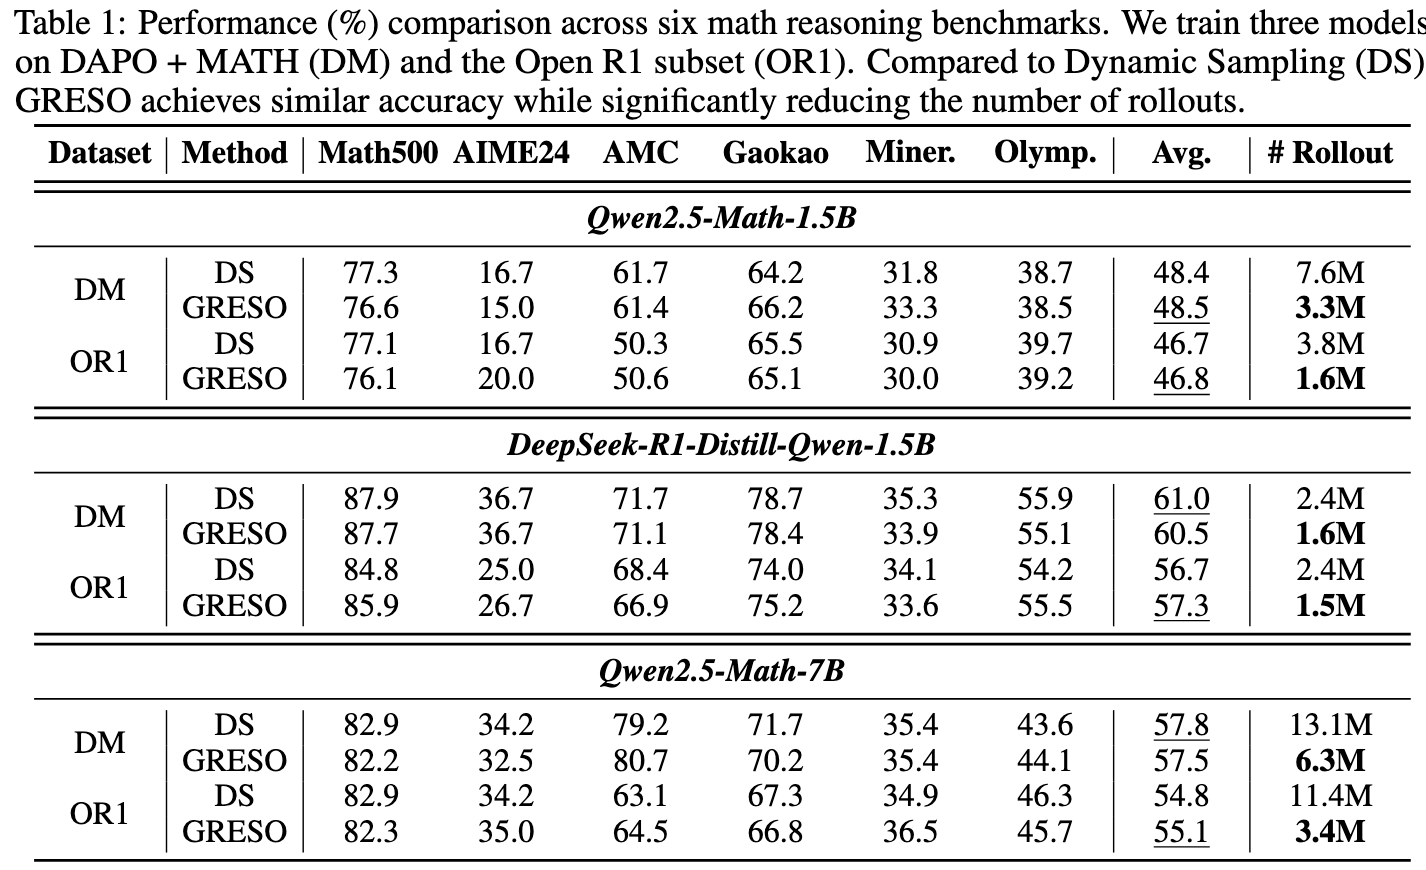 Table 1: Performance (%) comparison across six math reasoning benchmarks. We train three models
on DAPO + MATH (DM) and the Open R1 subset (OR1). Compared to Dynamic Sampling (DS)
GRESO achieves similar accuracy while significantly reducing the number of rollouts.
Dataset Method Math500 AIME24 AMC Gaokao Miner. Olymp. Avg. # Rollout
Qwen2.5-Math-1.5B
DM DS 77.3 16.7 61.7 64.2 31.8 38.7 48.4 7.6M
GRESO 76.6 15.0 61.4 66.2 33.3 38.5 48.5 3.3M
OR1 DS 77.1 16.7 50.3 65.5 30.9 39.7 46.7 3.8M
GRESO 76.1 20.0 50.6 65.1 30.0 39.2 46.8 1.6M
DeepSeek-R1-Distill-Qwen-1.5B
DM DS 87.9 36.7 71.7 78.7 35.3 55.9 61.0 2.4M
GRESO 87.7 36.7 71.1 78.4 33.9 55.1 60.5 1.6M
OR1 DS 84.8 25.0 68.4 74.0 34.1 54.2 56.7 2.4M
GRESO 85.9 26.7 66.9 75.2 33.6 55.5 57.3 1.5M
Qwen2.5-Math-7B
DM DS 82.9 34.2 79.2 71.7 35.4 43.6 57.8 13.1M
GRESO 82.2 32.5 80.7 70.2 35.4 44.1 57.5 6.3M
OR1 DS 82.9 34.2 63.1 67.3 34.9 46.3 54.8 11.4M
GRESO 82.3 35.0 64.5 66.8 36.5 45.7 55.1 3.4M